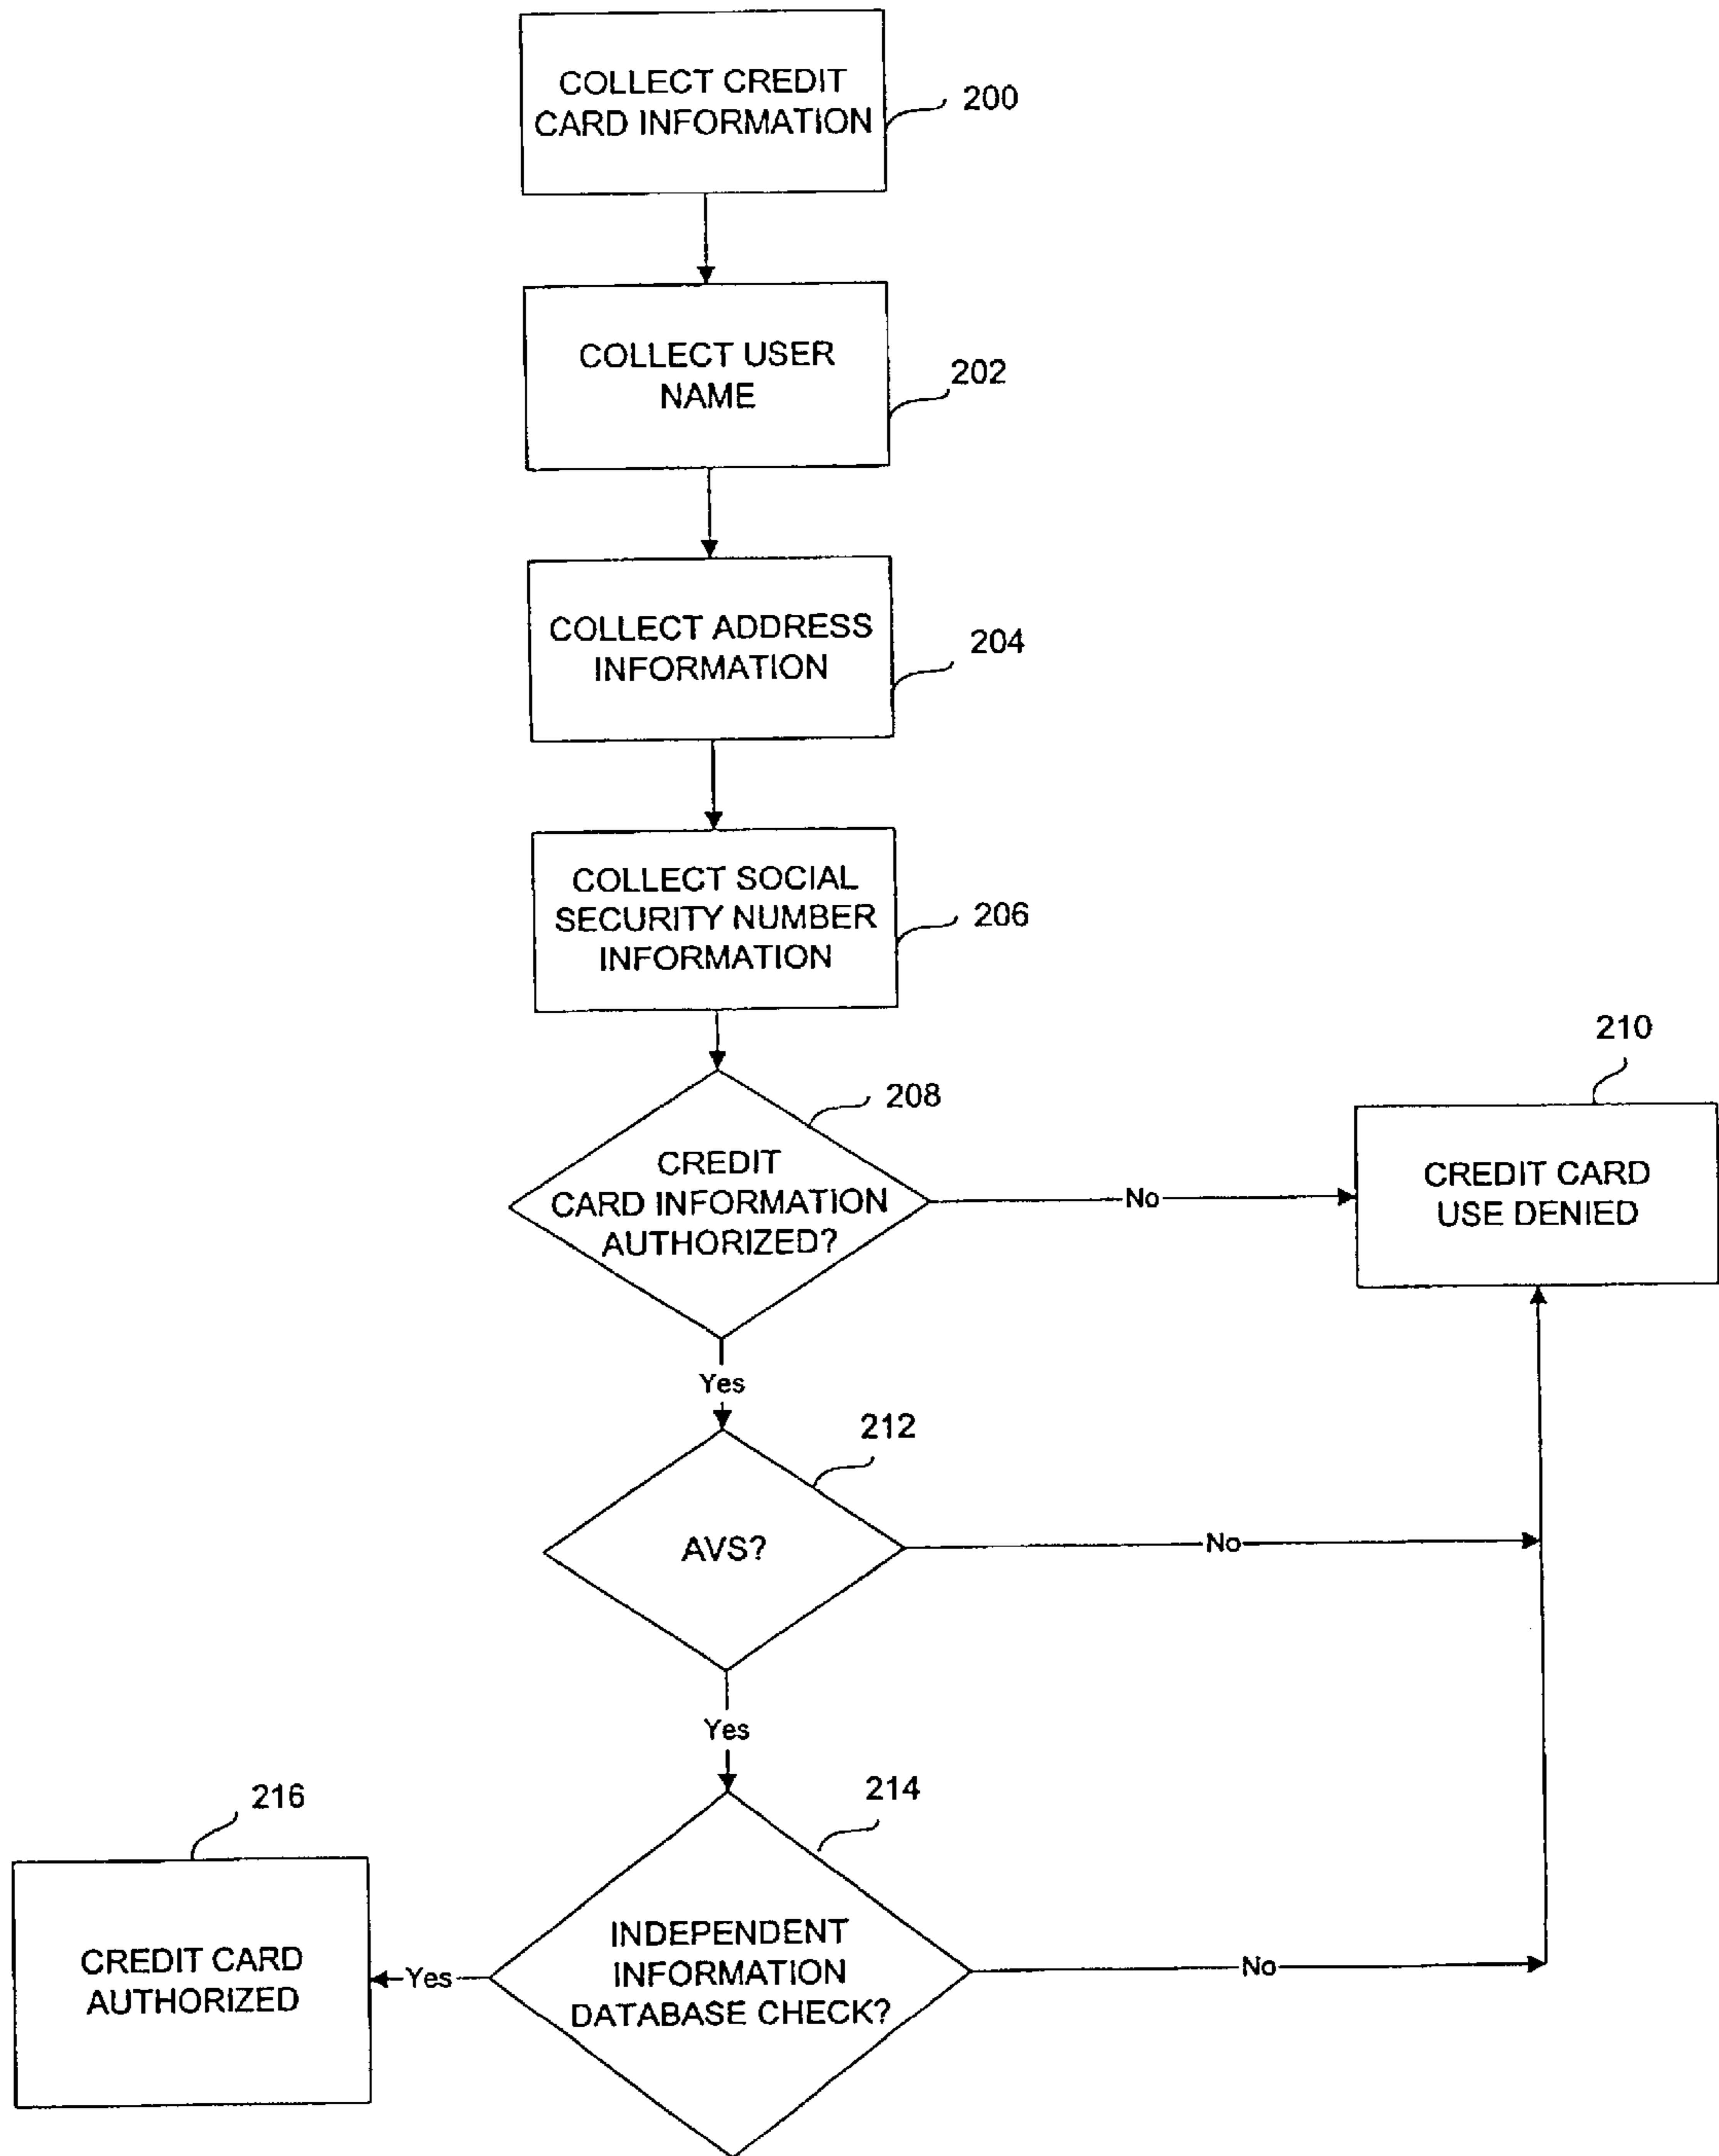 COLLECT CREDIT
CARD INFORMATION
200
COLLECT USER
NAME
202
COLLECT ADDRESS
INFORMATION
204
COLLECT SOCIAL
SECURITY NUMBER
INFORMATION
206
208
CREDIT
CARD INFORMATION
AUTHORIZED?
No
210
CREDIT CARD
USE DENIED
Yes
212
AVS?
No
Yes
214
INDEPENDENT
INFORMATION
DATABASE CHECK?
No
Yes
216
CREDIT CARD
AUTHORIZED